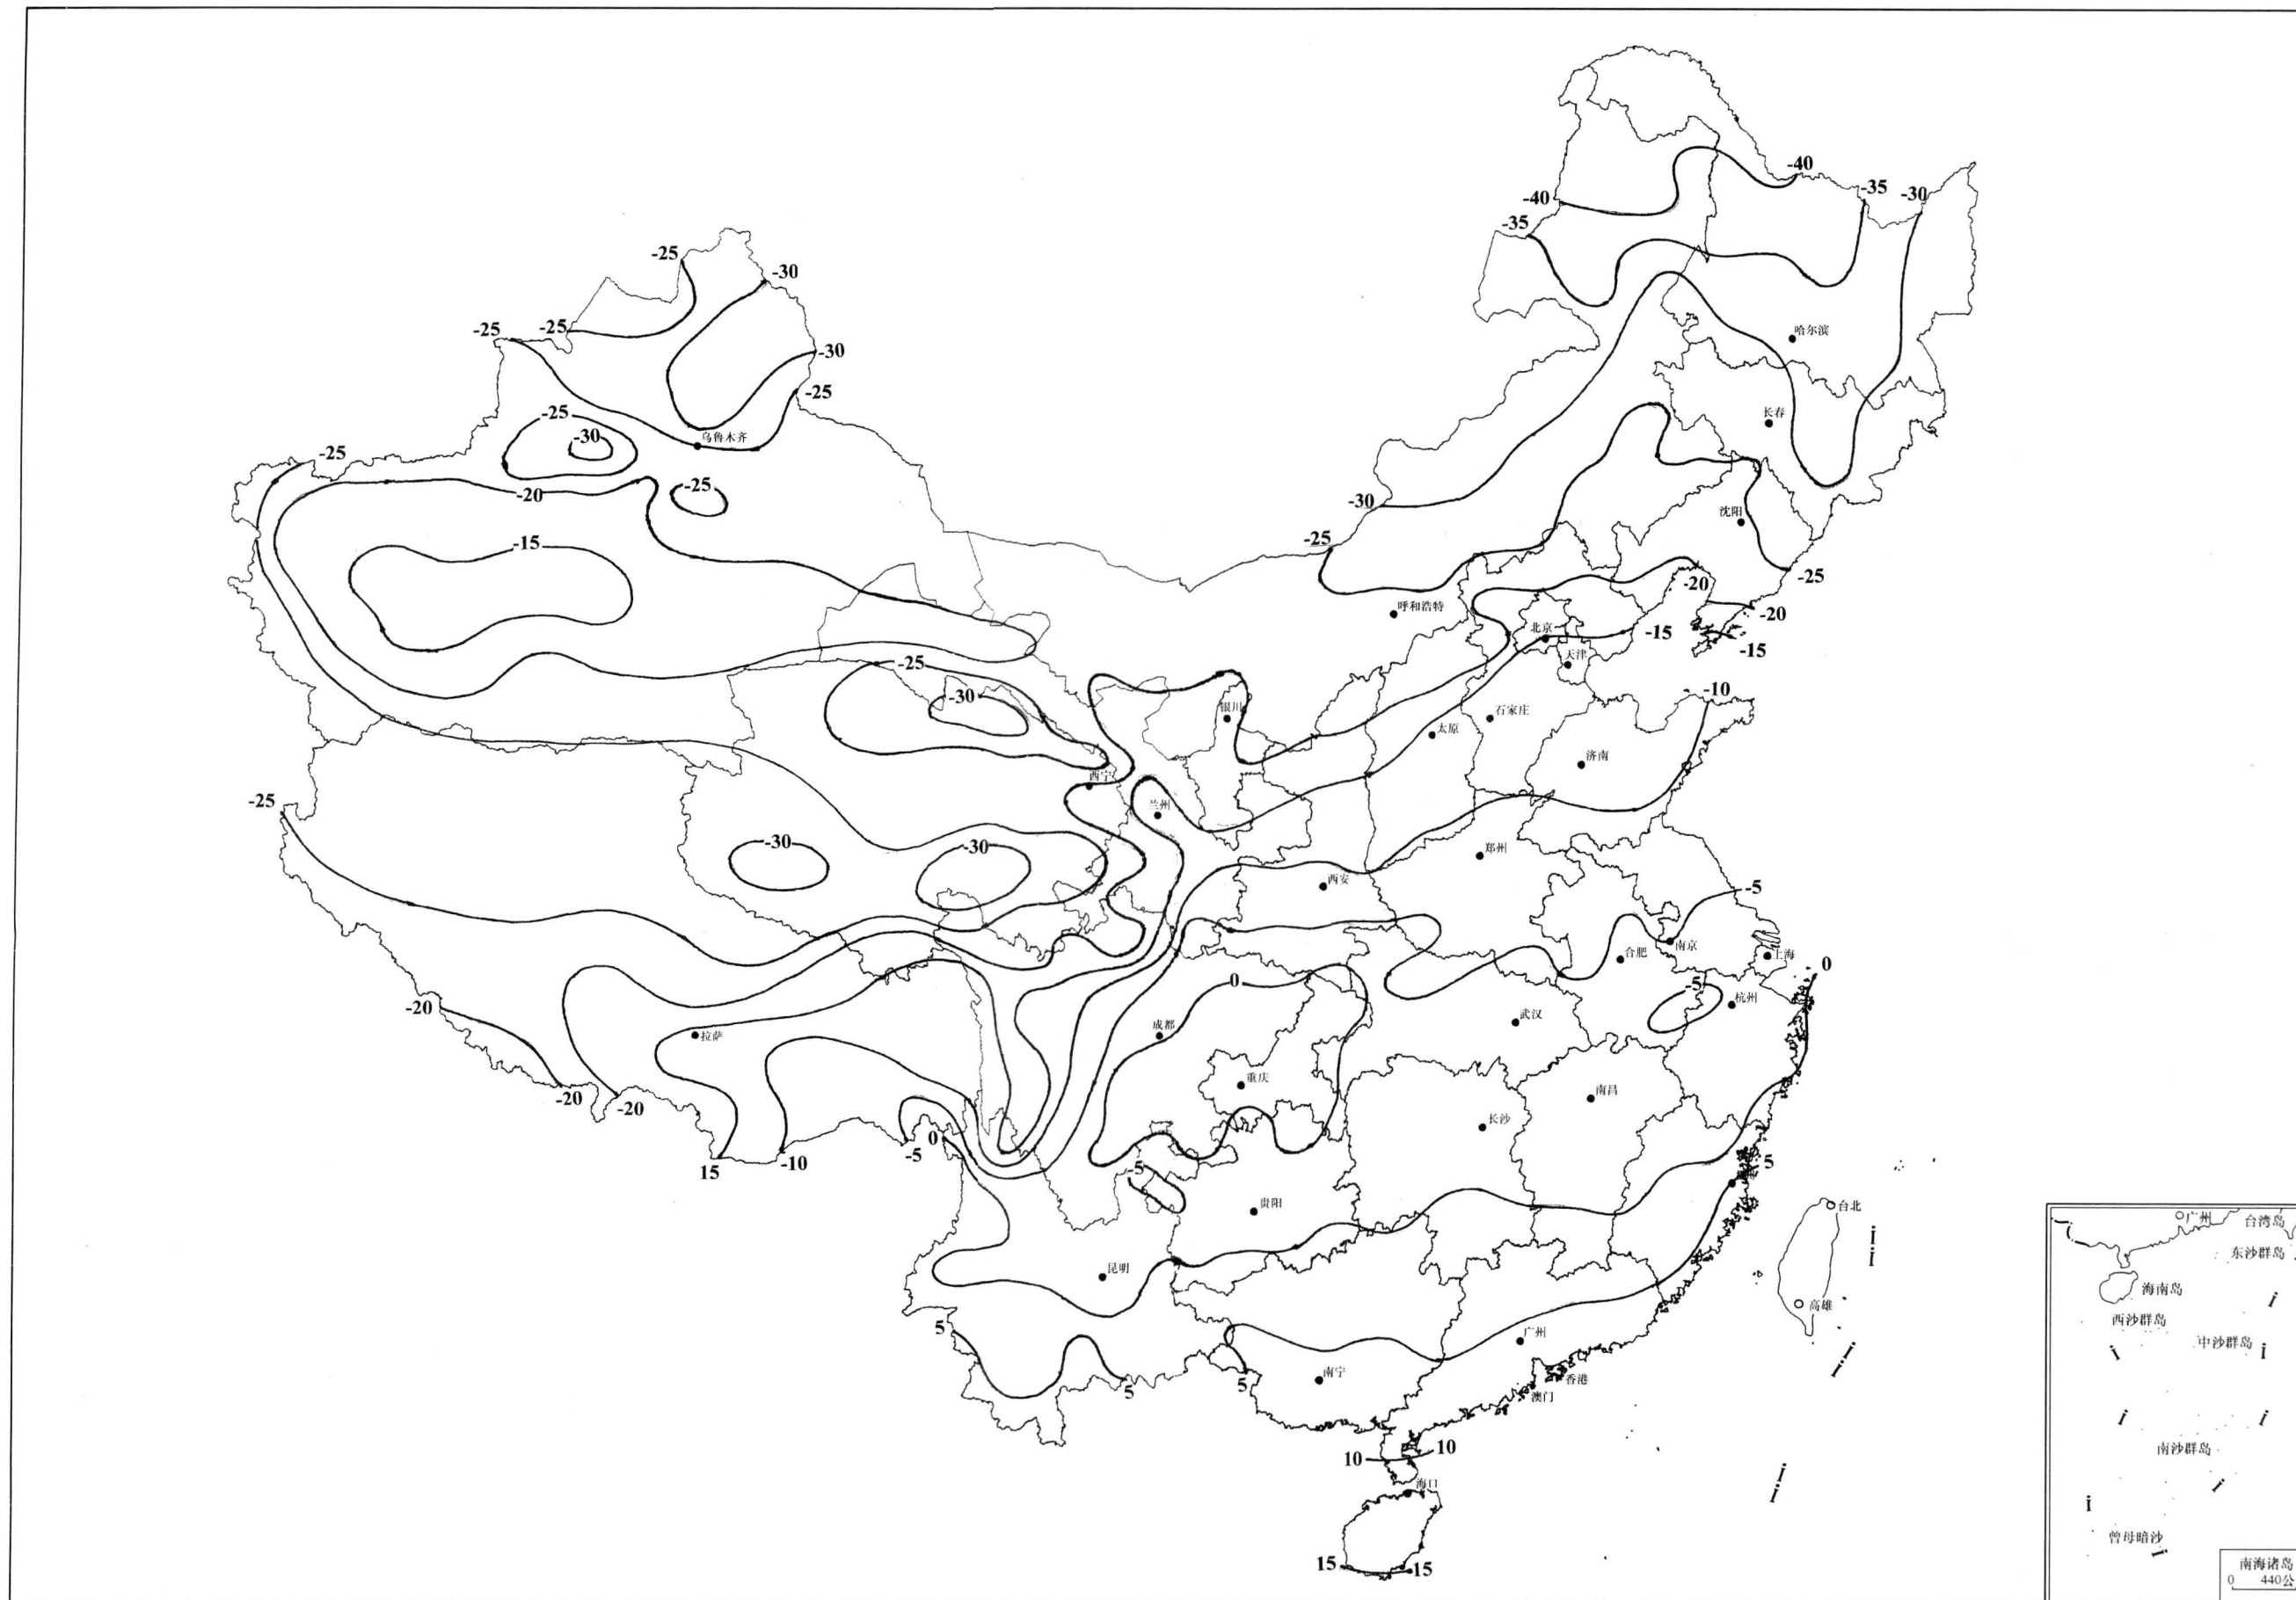 -40
-40
-35
-30
-35
-25
-30
-25
-25
哈尔滨
-30
-25
-25
长春
-30
乌鲁木齐
-25
-25
-20
-30
沈阳
-25
-15
-25
-20
呼和浩特
-20
北京
-15
-15
天津
-25
-30
-10
银川
石家庄
太原
济南
西宁
-25
兰州
-30
-30
郑州
西安
-5
南京
合肥
上海
0
0
-5
杭州
-20
武汉
成都
拉萨
重庆
南昌
-20
-20
长沙
0
-5
-10
15
-5
5
贵阳
台北
昆明
高雄
5
广州
南宁
5
5
香港
澳门
10
10
海口
15
15
广州
台湾岛
东沙群岛
海南岛
西沙群岛
中沙群岛
南沙群岛
曾母暗沙
南海诸岛
0 440公